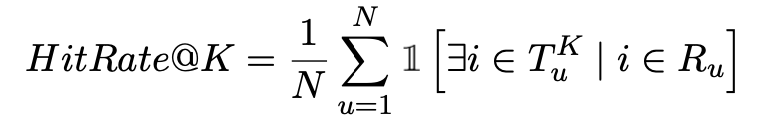 HitRate@K = \frac{1}{N} \sum_{u=1}^{N} \mathbb{1} \left[ \exists i \in T_u^K \mid i \in R_u \right]